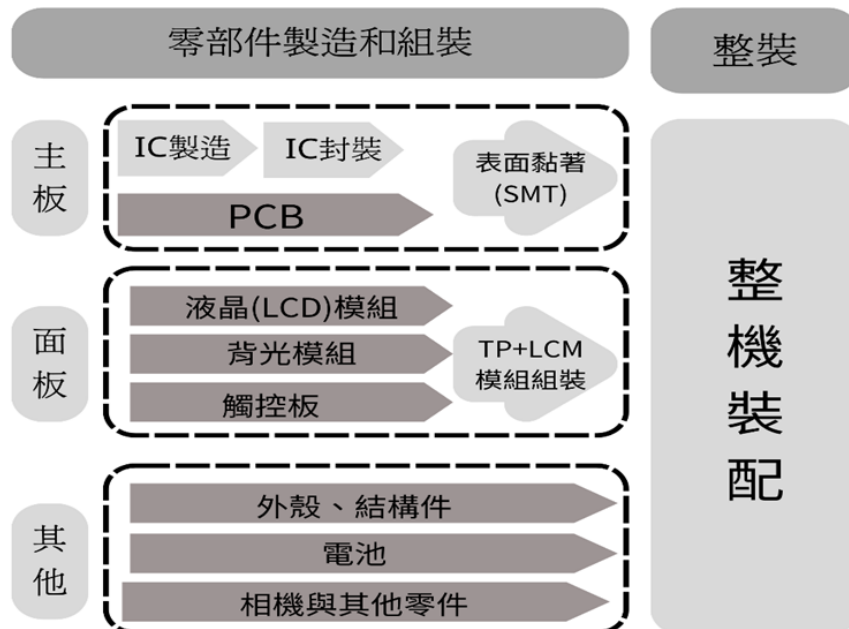 零部件製造和組裝
整裝
主板
IC製造
IC封裝
表面黏著
(SMT)
PCB
面板
液晶(LCD)模組
背光模組
觸控板
TP+LCM
模組組裝
其他
外殼、結構件
電池
相機與其他零件
整機裝配